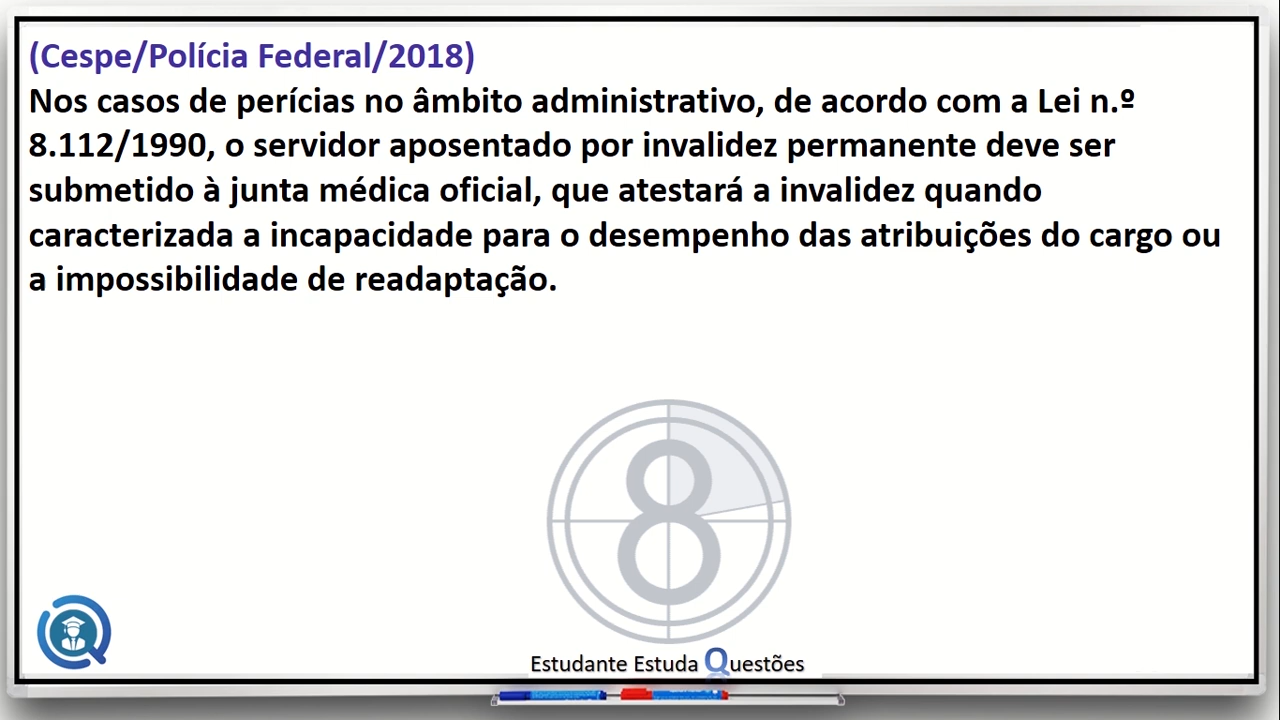 (Cespe/Polícia Federal/2018)
Nos casos de perícias no âmbito administrativo, de acordo com a Lei n.º
8.112/1990, o servidor aposentado por invalidez permanente deve ser
submetido à junta médica oficial, que atestará a invalidez quando
caracterizada a incapacidade para o desempenho das atribuições do cargo ou
a impossibilidade de readaptação.
8
Estudante Estuda Questões